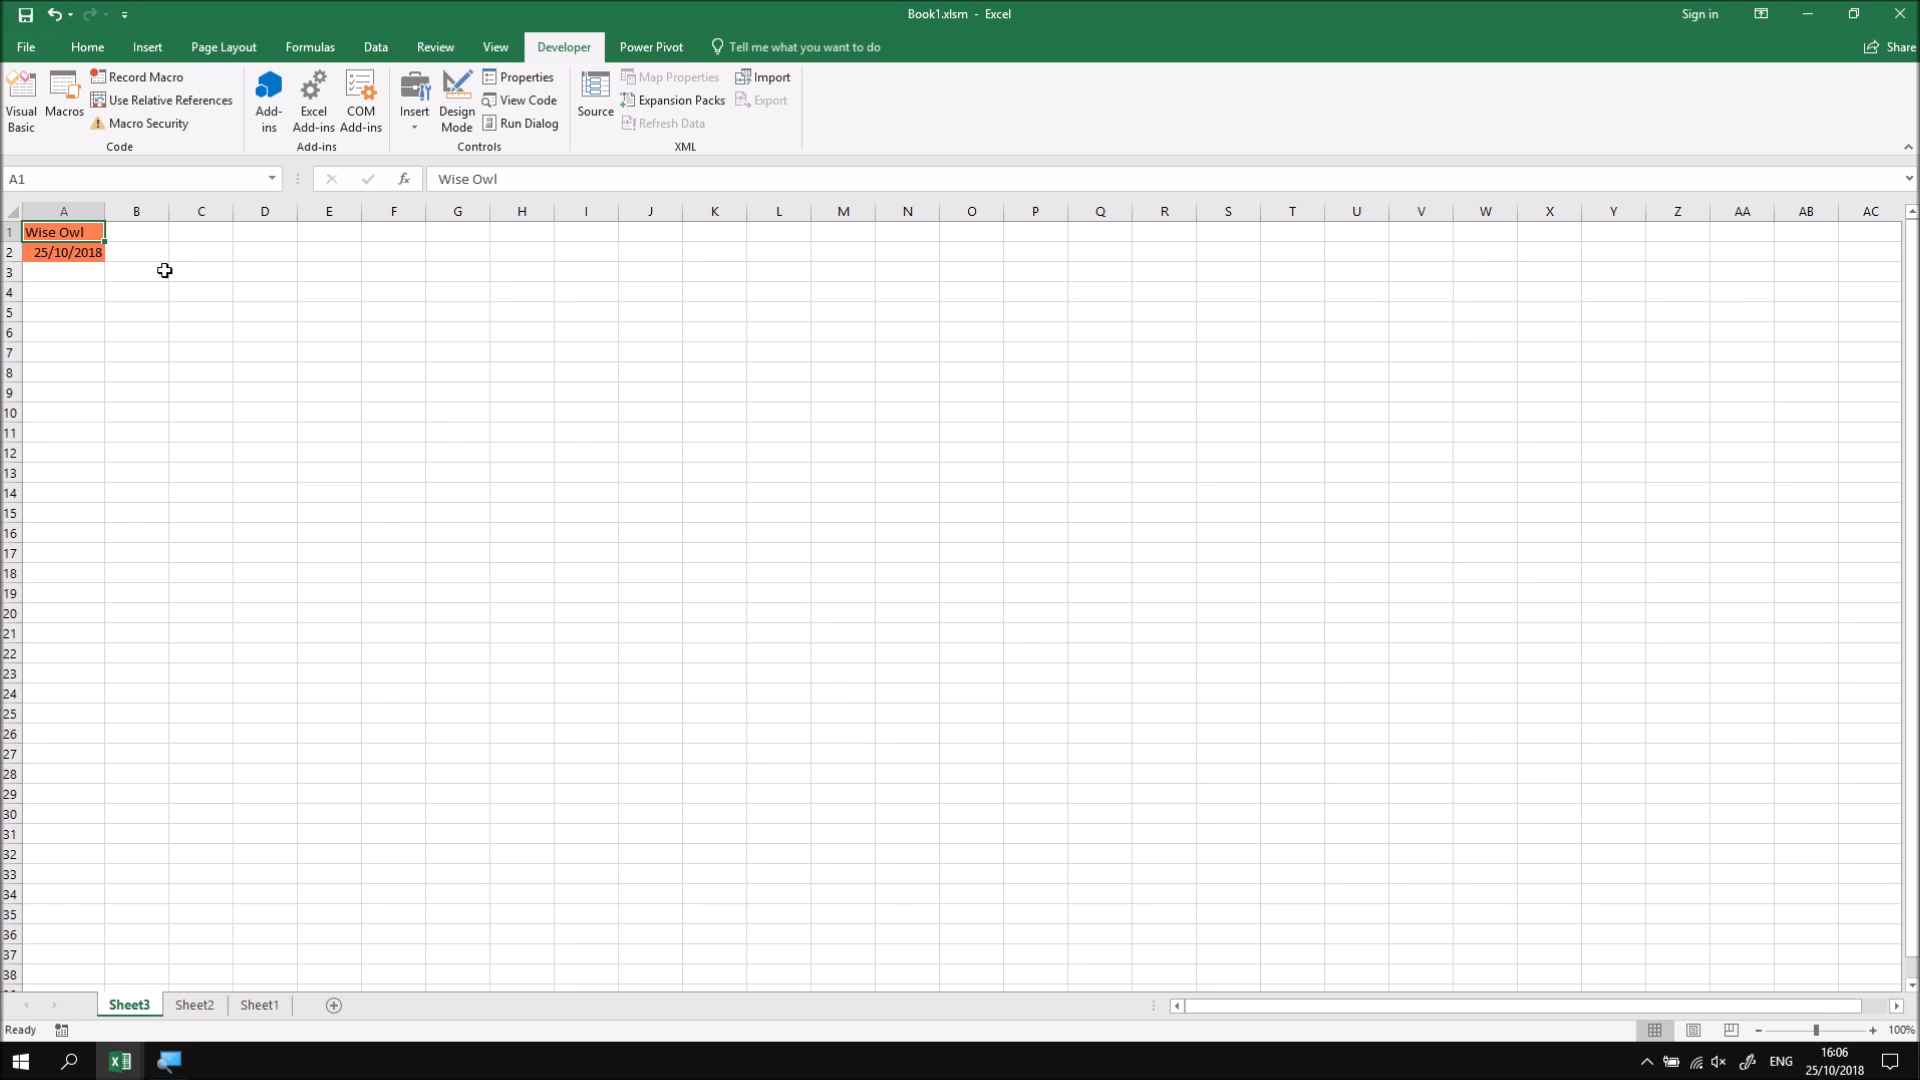 Book1.xlsm - Excel
Sign in
File Home Insert Page Layout Formulas Data Review View Developer Power Pivot Tell me what you want to do Share
Visual Basic
Macros
Record Macro
Use Relative References
Macro Security
Code
Add-ins
Excel Add-ins
COM Add-ins
Add-ins
Insert
Design Mode
Properties
View Code
Run Dialog
Controls
Source
Map Properties
Expansion Packs
Refresh Data
Import
Export
XML
A1 fx Wise Owl
A B C D E F G H I J K L M N O P Q R S T U V W X Y Z AA AB AC
1 Wise Owl
2 25/10/2018
3
4
5
6
7
8
9
10
11
12
13
14
15
16
17
18
19
20
21
22
23
24
25
26
27
28
29
30
31
32
33
34
35
36
37
38
Sheet3 Sheet2 Sheet1
Ready 100%
ENG 16:06
25/10/2018